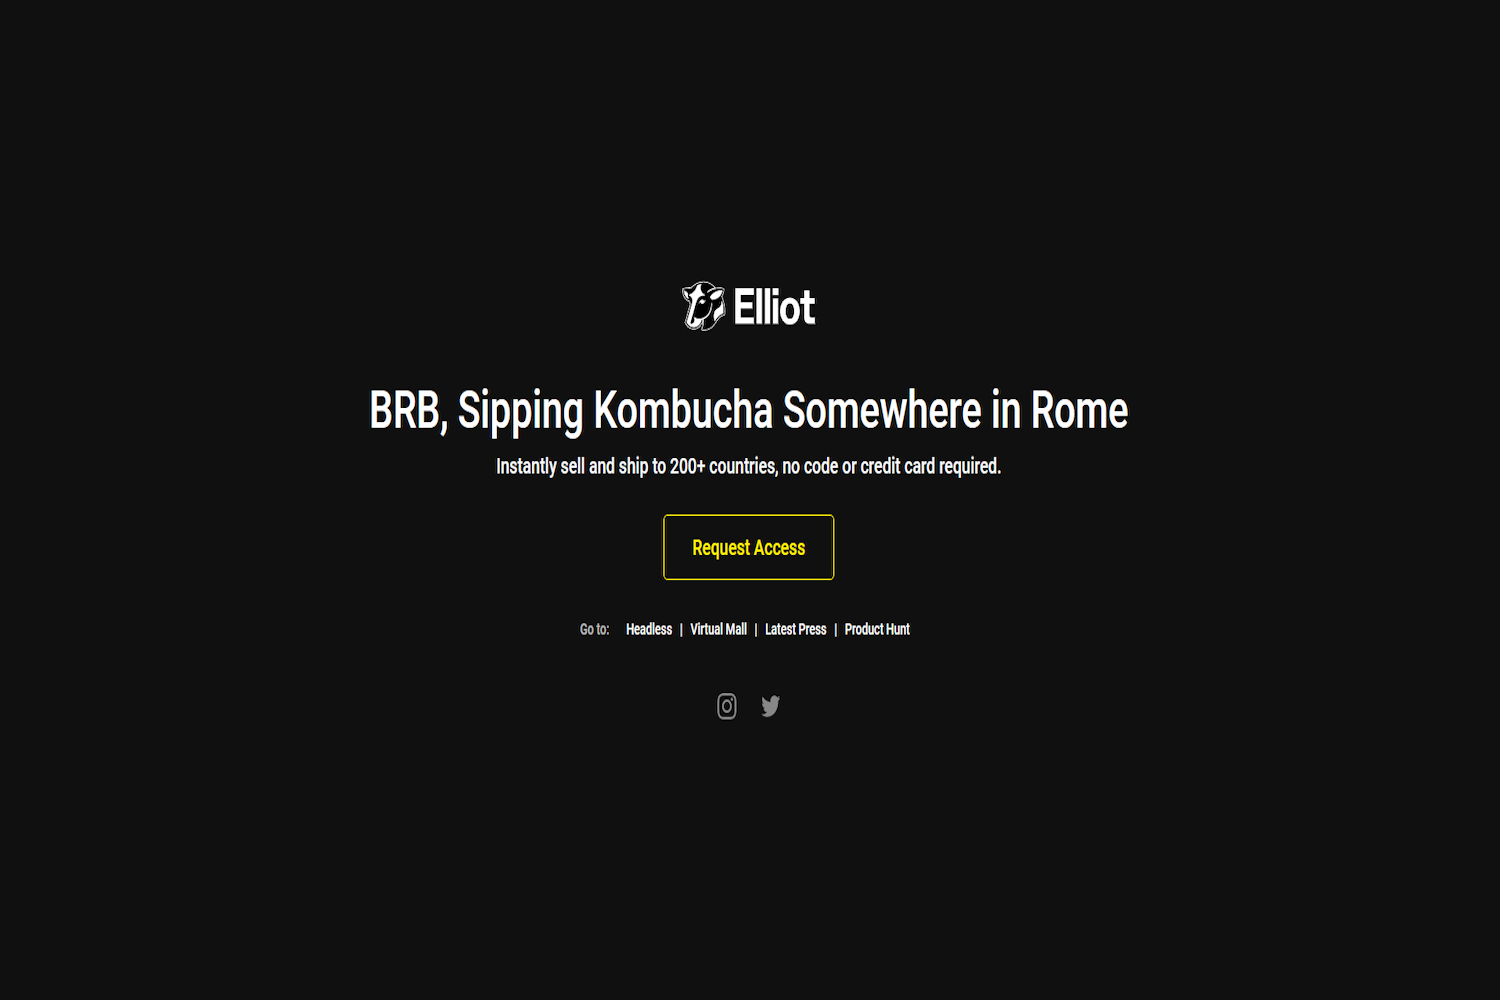 Elliot
BRB, Sipping Kombucha Somewhere in Rome
Instantly sell and ship to 200+ countries, no code or credit card required.
Request Access
Go to: Headless | Virtual Mall | Latest Press | Product Hunt